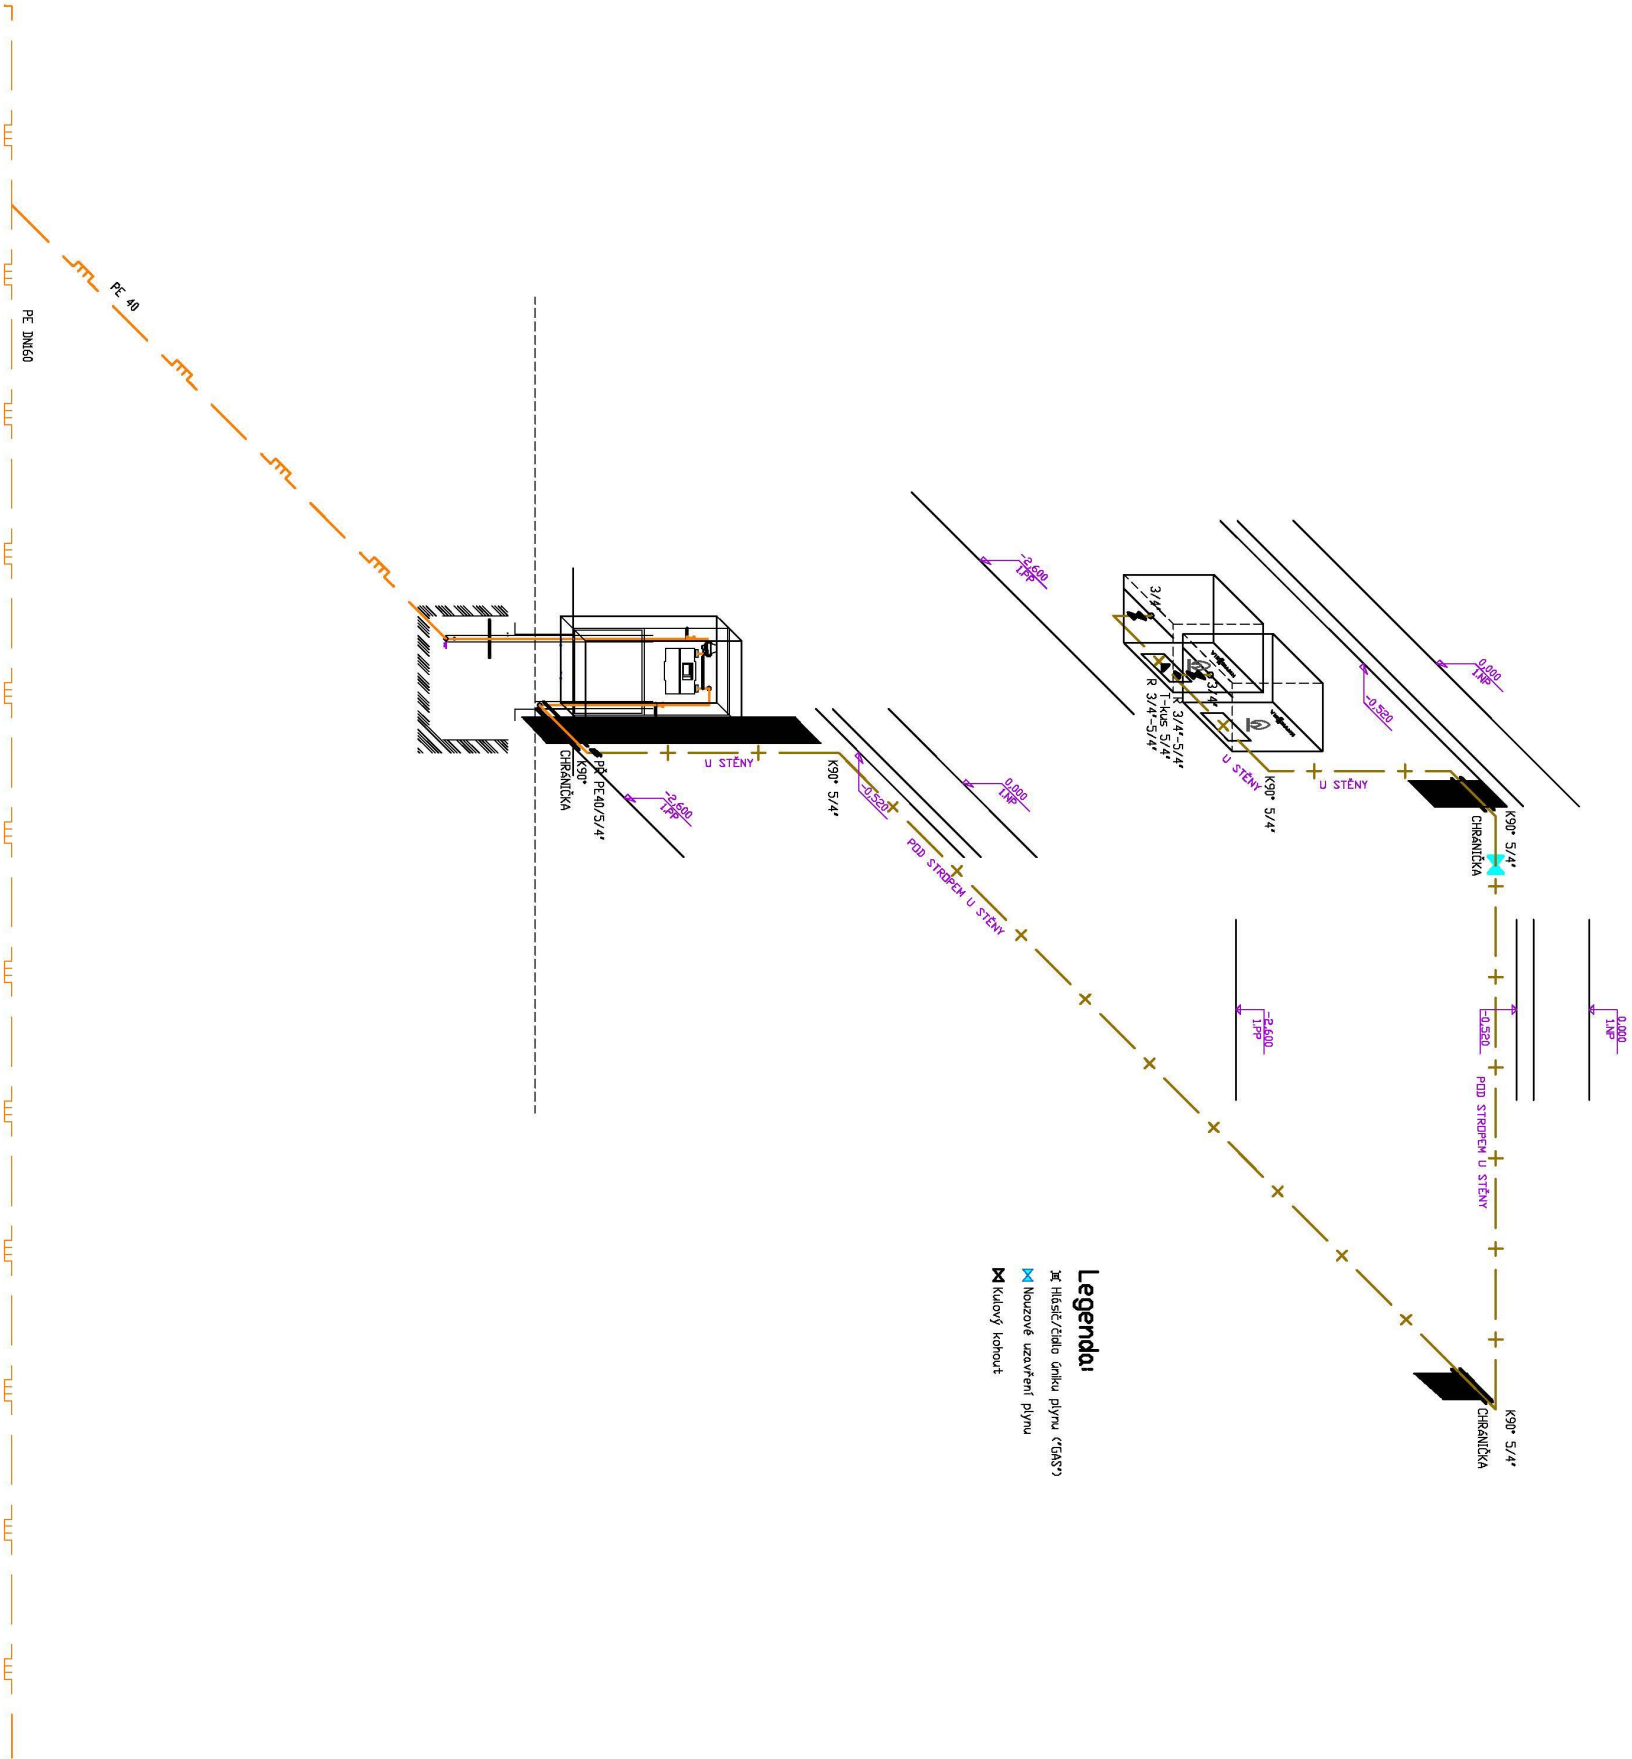 0,000
1.NP
-0,520
-2,600
1.PP
POD STROPEM U STĚNY
K90° 5/4"
CHRÁNIČKA
K90° 5/4"
CHRÁNIČKA
0,000
1.NP
-0,520
U STĚNY
K90° 5/4"
U STĚNY
3/4"
3/4"
R 3/4"-5/4"
T-kus 5/4"
R 3/4"-5/4"
-2,600
1.PP
Legenda:
Hlásič/čidlo úniku plynu ("GAS")
Nouzové uzavření plynu
Kulový kohout
0,000
1.NP
-0,520
POD STROPEM U STĚNY
K90° 5/4"
U STĚNY
-2,600
1.PP
PŘ PE40/5/4"
K90°
CHRÁNIČKA
PE 40
PE DN160